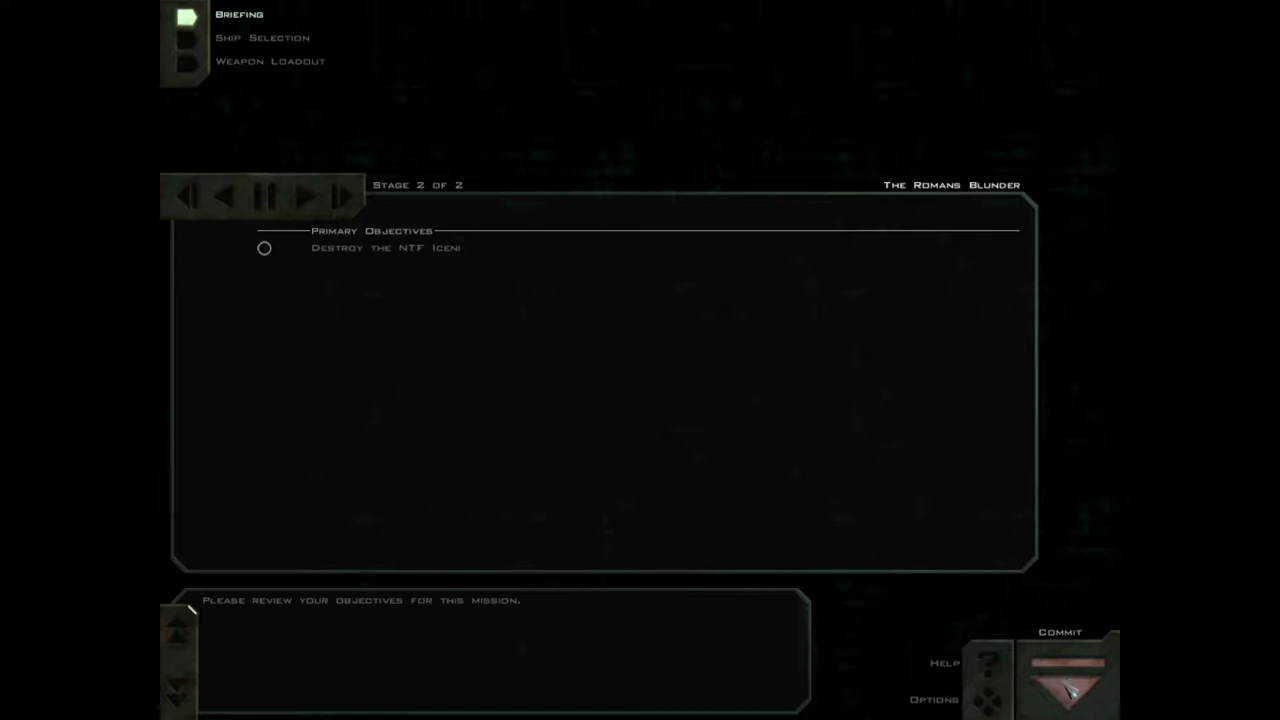 Briefing
Ship Selection
Weapon Loadout
Stage 2 of 2
The Romans Blunder
Primary Objectives
Destroy the NTF Iceni
Please review your objectives for this mission.
Commit
Help
?
Options